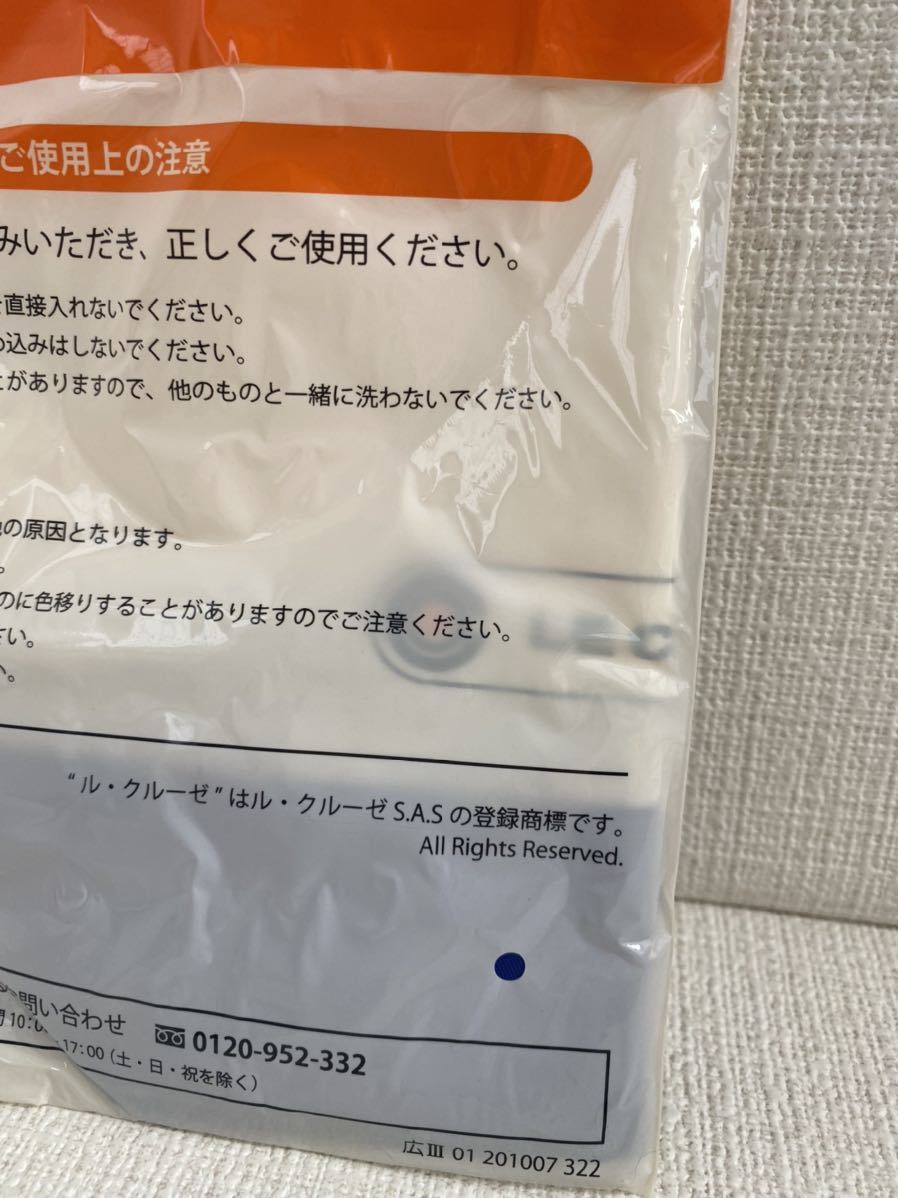 ご使用上の注意
みいただき、正しくご使用ください。
を直接入れないでください。
め込みはしないでください。
とがありますので、他のものと一緒に洗わないでください。
の原因となります。
。
のに色移りすることがありますのでご注意ください。
さい。
い。
LE C
“ル・クルーゼ”はル・クルーゼ S.A.S の登録商標です。
All Rights Reserved.
問い合わせ 0120-952-332
10:0 17:00（土・日・祝を除く）
広Ⅲ 01 201007 322